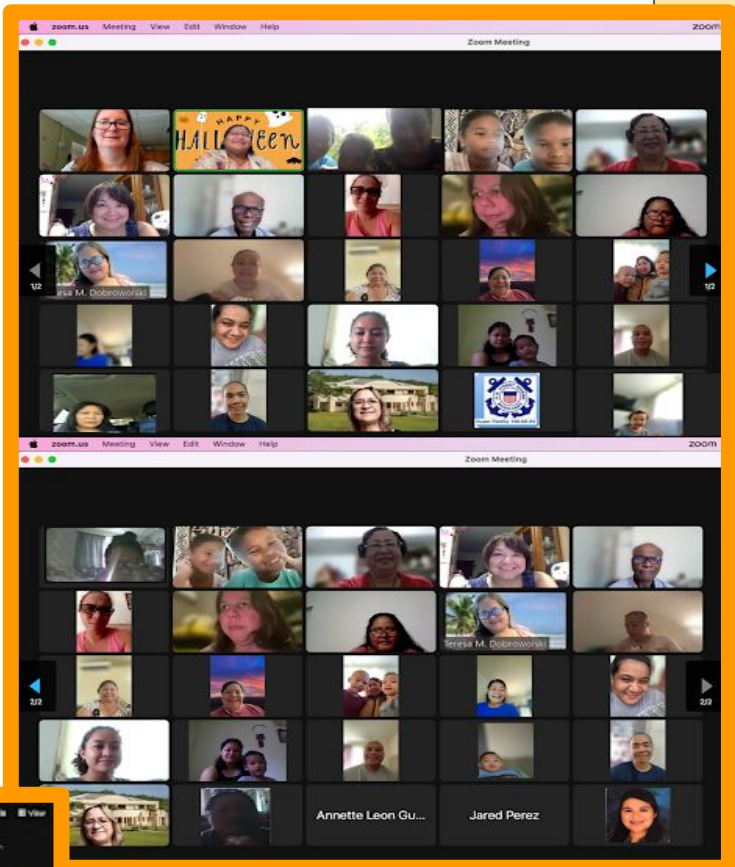 zoom.us Meeting View Edit Window Help zoom
Zoom Meeting
HAPPY
HALLOWEEN
1/2
1/2
esa M. Dobrowolski
zoom.us Meeting View Edit Window Help zoom
Zoom Meeting
Teresa M. Dobrowolski
2/2
2/2
View
Annette Leon Gu... Jared Perez